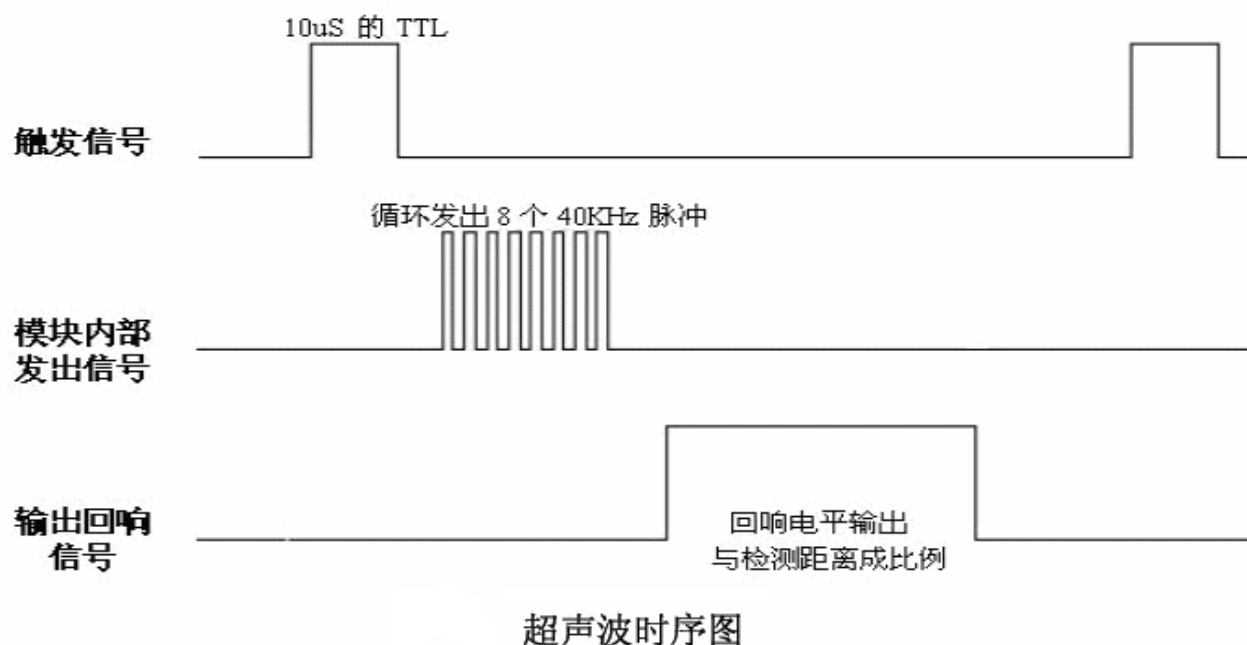 10uS 的 TTL
触发信号
循环发出 8 个 40KHz 脉冲
模块内部
发出信号
输出回响
信号
回响电平输出
与检测距离成比例
超声波时序图